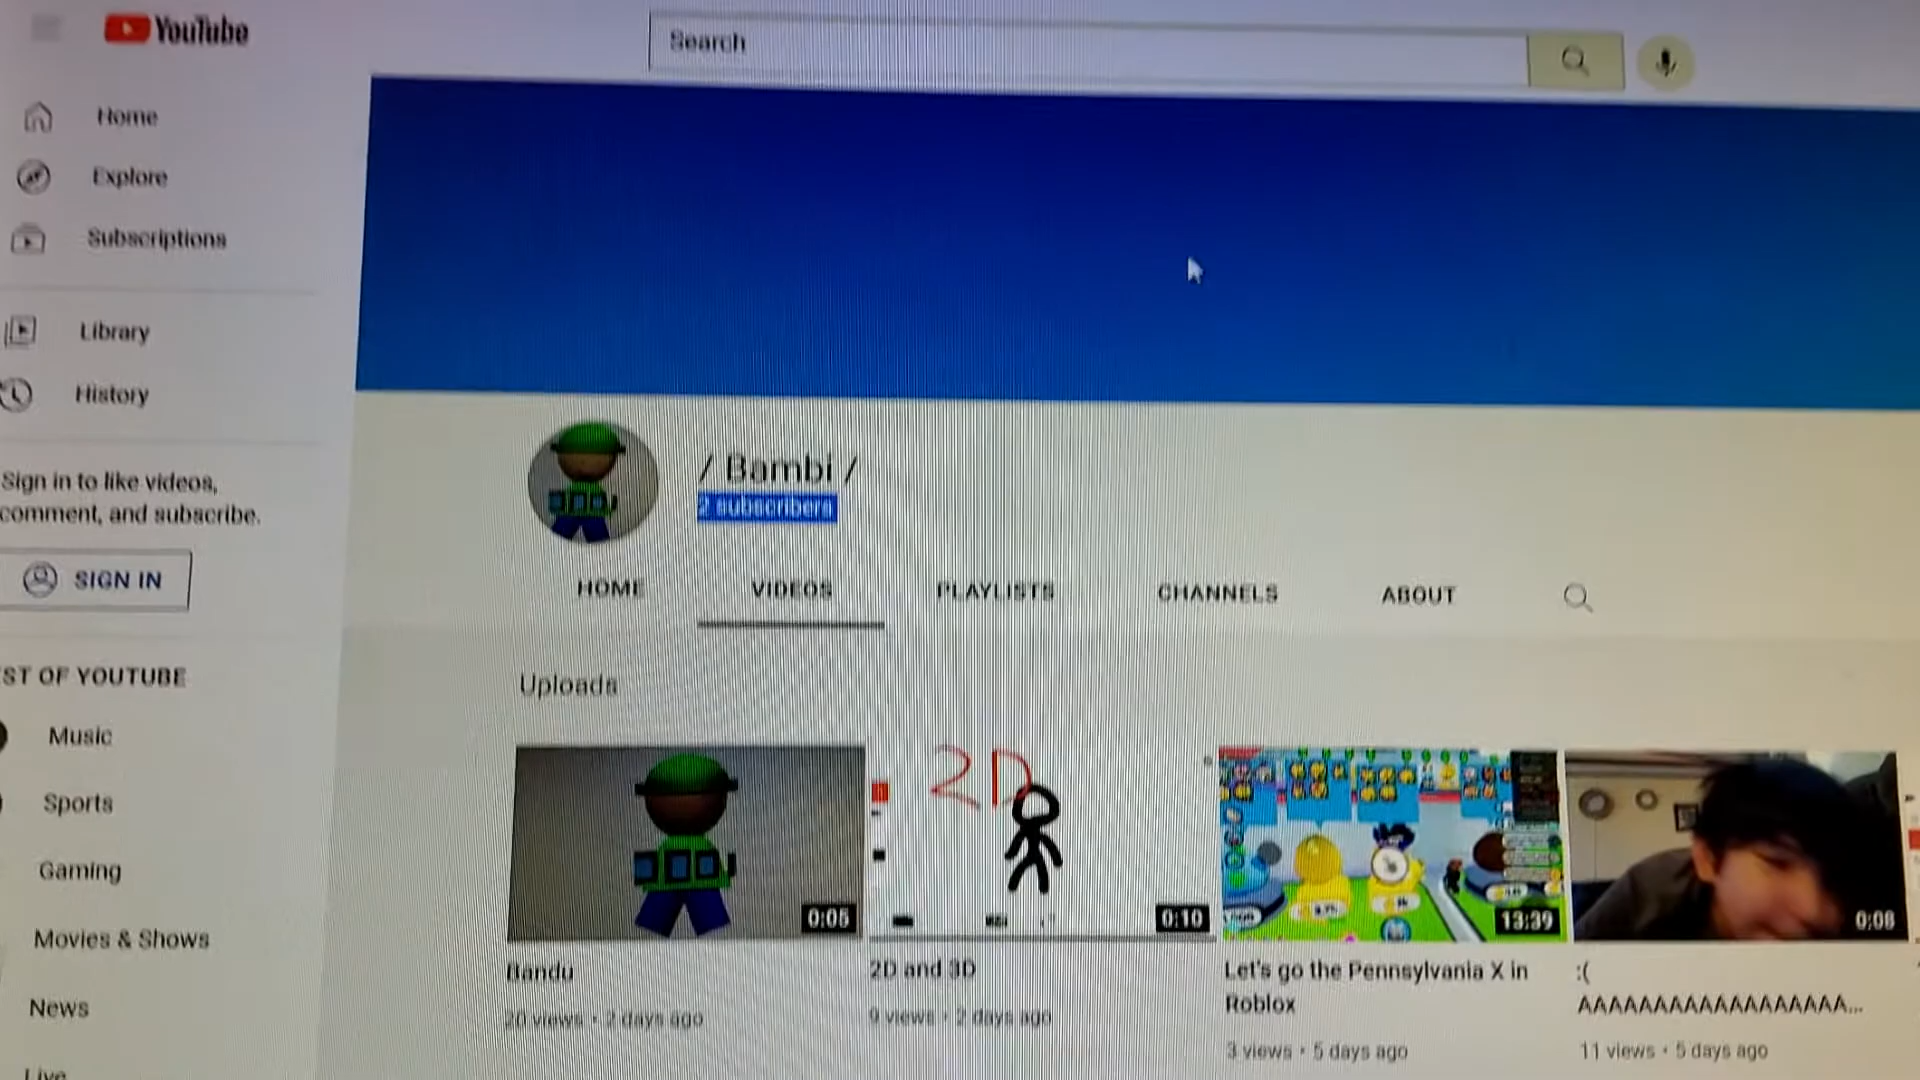 YouTube
Search
Home
Explore
Subscriptions
Library
History
Sign in to like videos,
comment, and subscribe.
SIGN IN
ST OF YOUTUBE
Music
Sports
Gaming
Movies & Shows
News
Live
/ Bambi /
2 subscribers
HOME VIDEOS PLAYLISTS CHANNELS ABOUT
Uploads
0:05
Bandu
20 views • 2 days ago
2D
0:10
2D and 3D
9 views • 2 days ago
13:39
Let's go the Pennsylvania X in
Roblox
3 views • 5 days ago
0:08
:(
AAAAAAAAAAAAAAAAAA...
11 views • 5 days ago